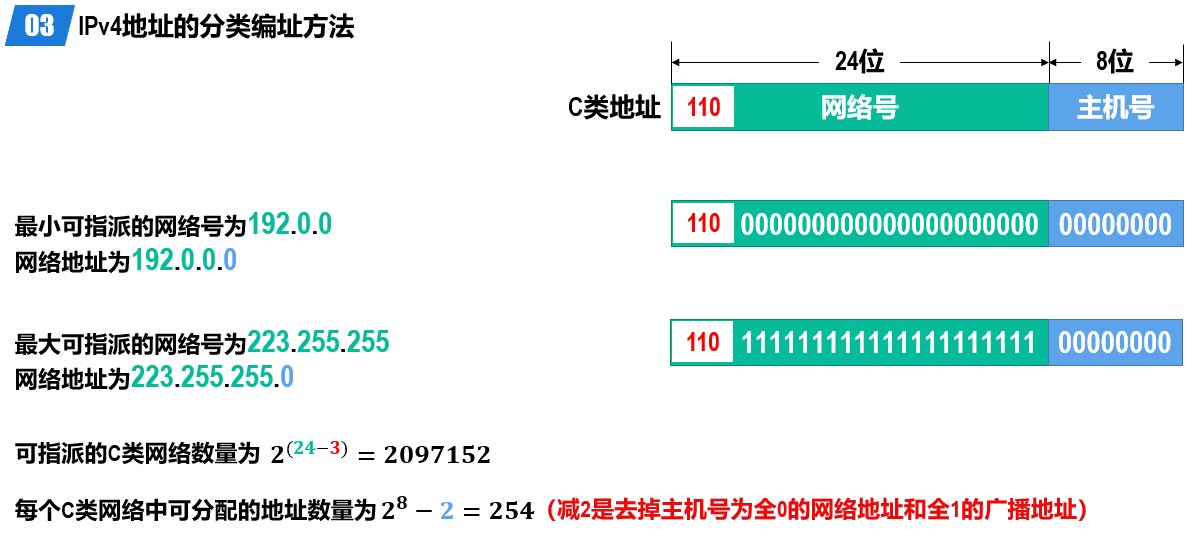 03 IPv4地址的分类编址方法
24位 8位
C类地址 110 网络号 主机号
最小可指派的网络号为192.0.0
网络地址为192.0.0.0
110 000000000000000000000 00000000
最大可指派的网络号为223.255.255
网络地址为223.255.255.0
110 111111111111111111111 00000000
可指派的C类网络数量为 2^(24−3) = 2097152
每个C类网络中可分配的地址数量为 2^8 − 2 = 254（减2是去掉主机号为全0的网络地址和全1的广播地址）